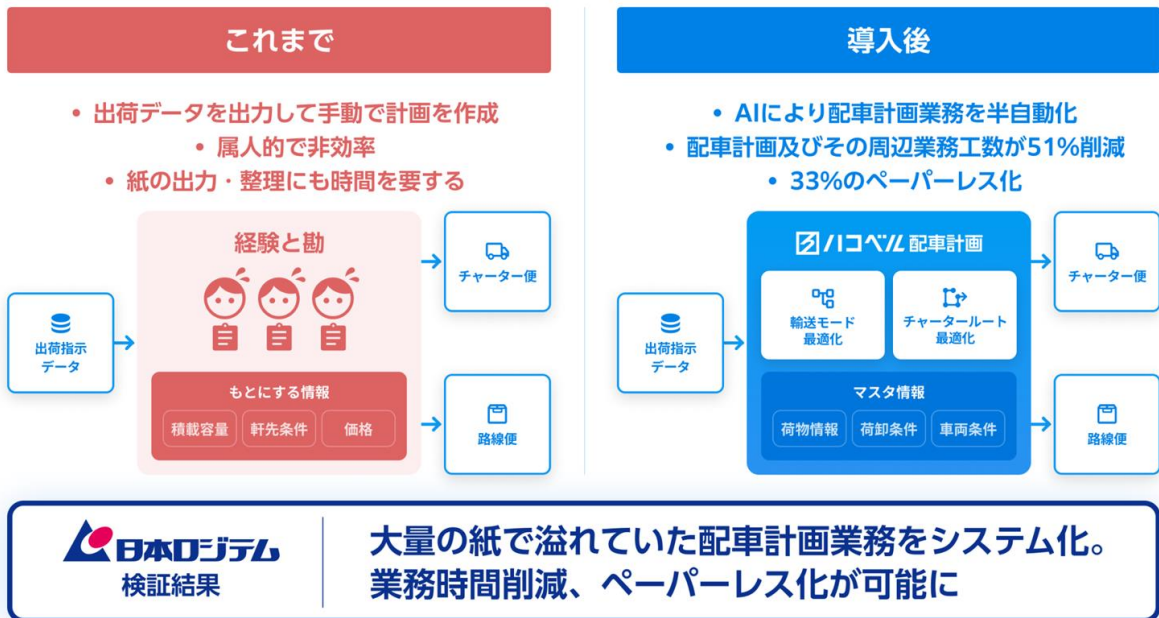 これまで
• 出荷データを出力して手動で計画を作成
• 属人的で非効率
• 紙の出力・整理にも時間を要する
出荷指示
データ
経験と勘
もとにする情報
積載容量
軒先条件
価格
チャーター便
路線便
導入後
• AIにより配車計画業務を半自動化
• 配車計画及びその周辺業務工数が51%削減
• 33%のペーパーレス化
出荷指示
データ
ハコベル 配車計画
輸送モード
最適化
チャータールート
最適化
マスタ情報
荷物情報
荷卸条件
車両条件
チャーター便
路線便
日本ロジテム
検証結果
大量の紙で溢れていた配車計画業務をシステム化。
業務時間削減、ペーパーレス化が可能に